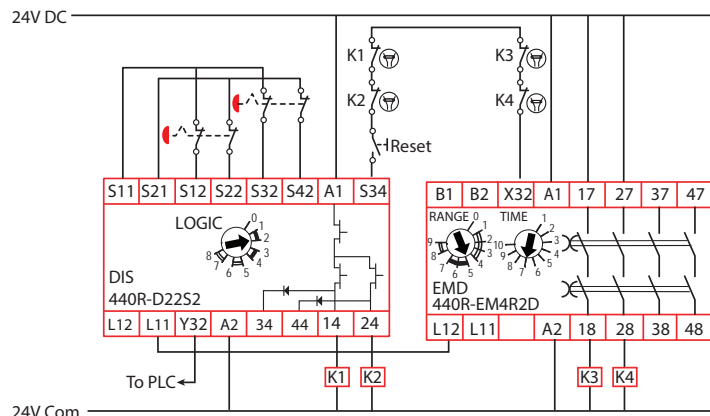 24V DC
K1 K3
K2 K4
Reset
S11 S21 S12 S22 S32 S42 A1 S34
B1 B2 X32 A1 17 27 37 47
LOGIC 0 1 2 3 4 5 6 7 8
RANGE 0 1 2 3 4 5 6 7 8 9
TIME 1 2 3 4 5 6 7 8 9 10
DIS
440R-D22S2
EMD
440R-EM4R2D
L12 L11 Y32 A2 34 44 14 24
L12 L11 A2 18 28 38 48
To PLC
K1 K2 K3 K4
24V Com